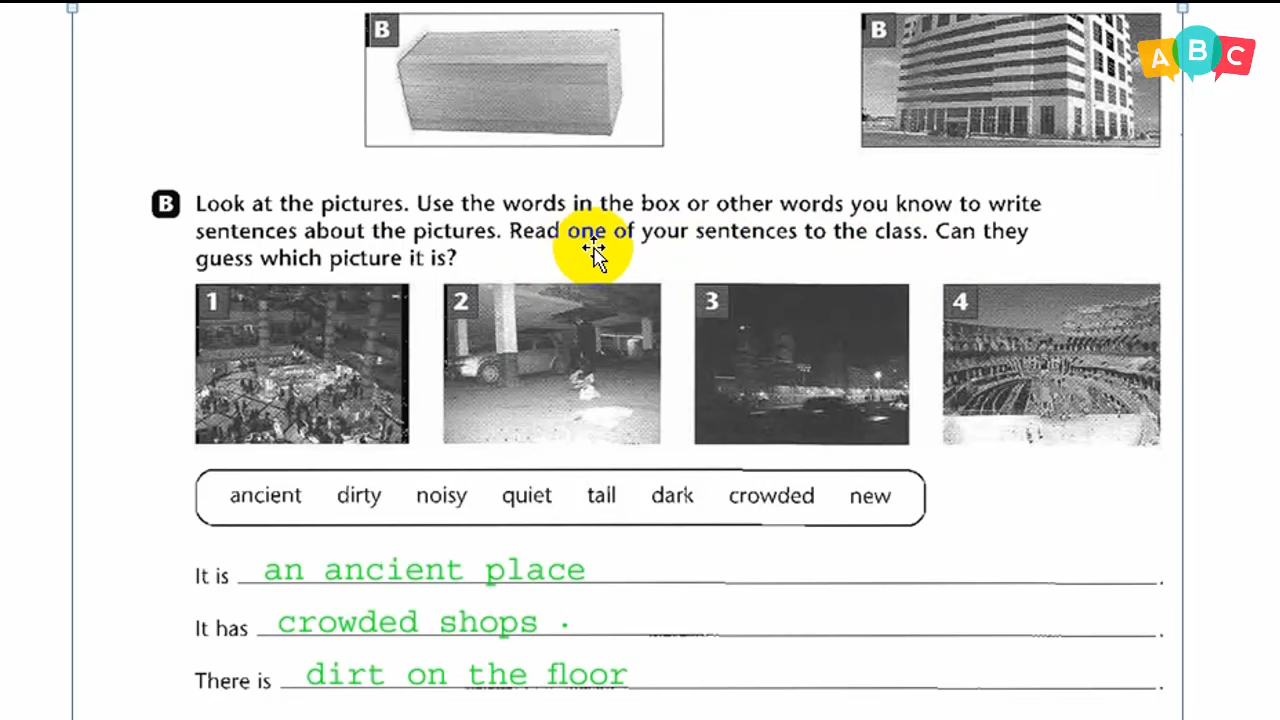 B
B
A B C
B Look at the pictures. Use the words in the box or other words you know to write
sentences about the pictures. Read one of your sentences to the class. Can they
guess which picture it is?
1
2
3
4
ancient dirty noisy quiet tall dark crowded new
It is an ancient place .
It has crowded shops . .
There is dirt on the floor .